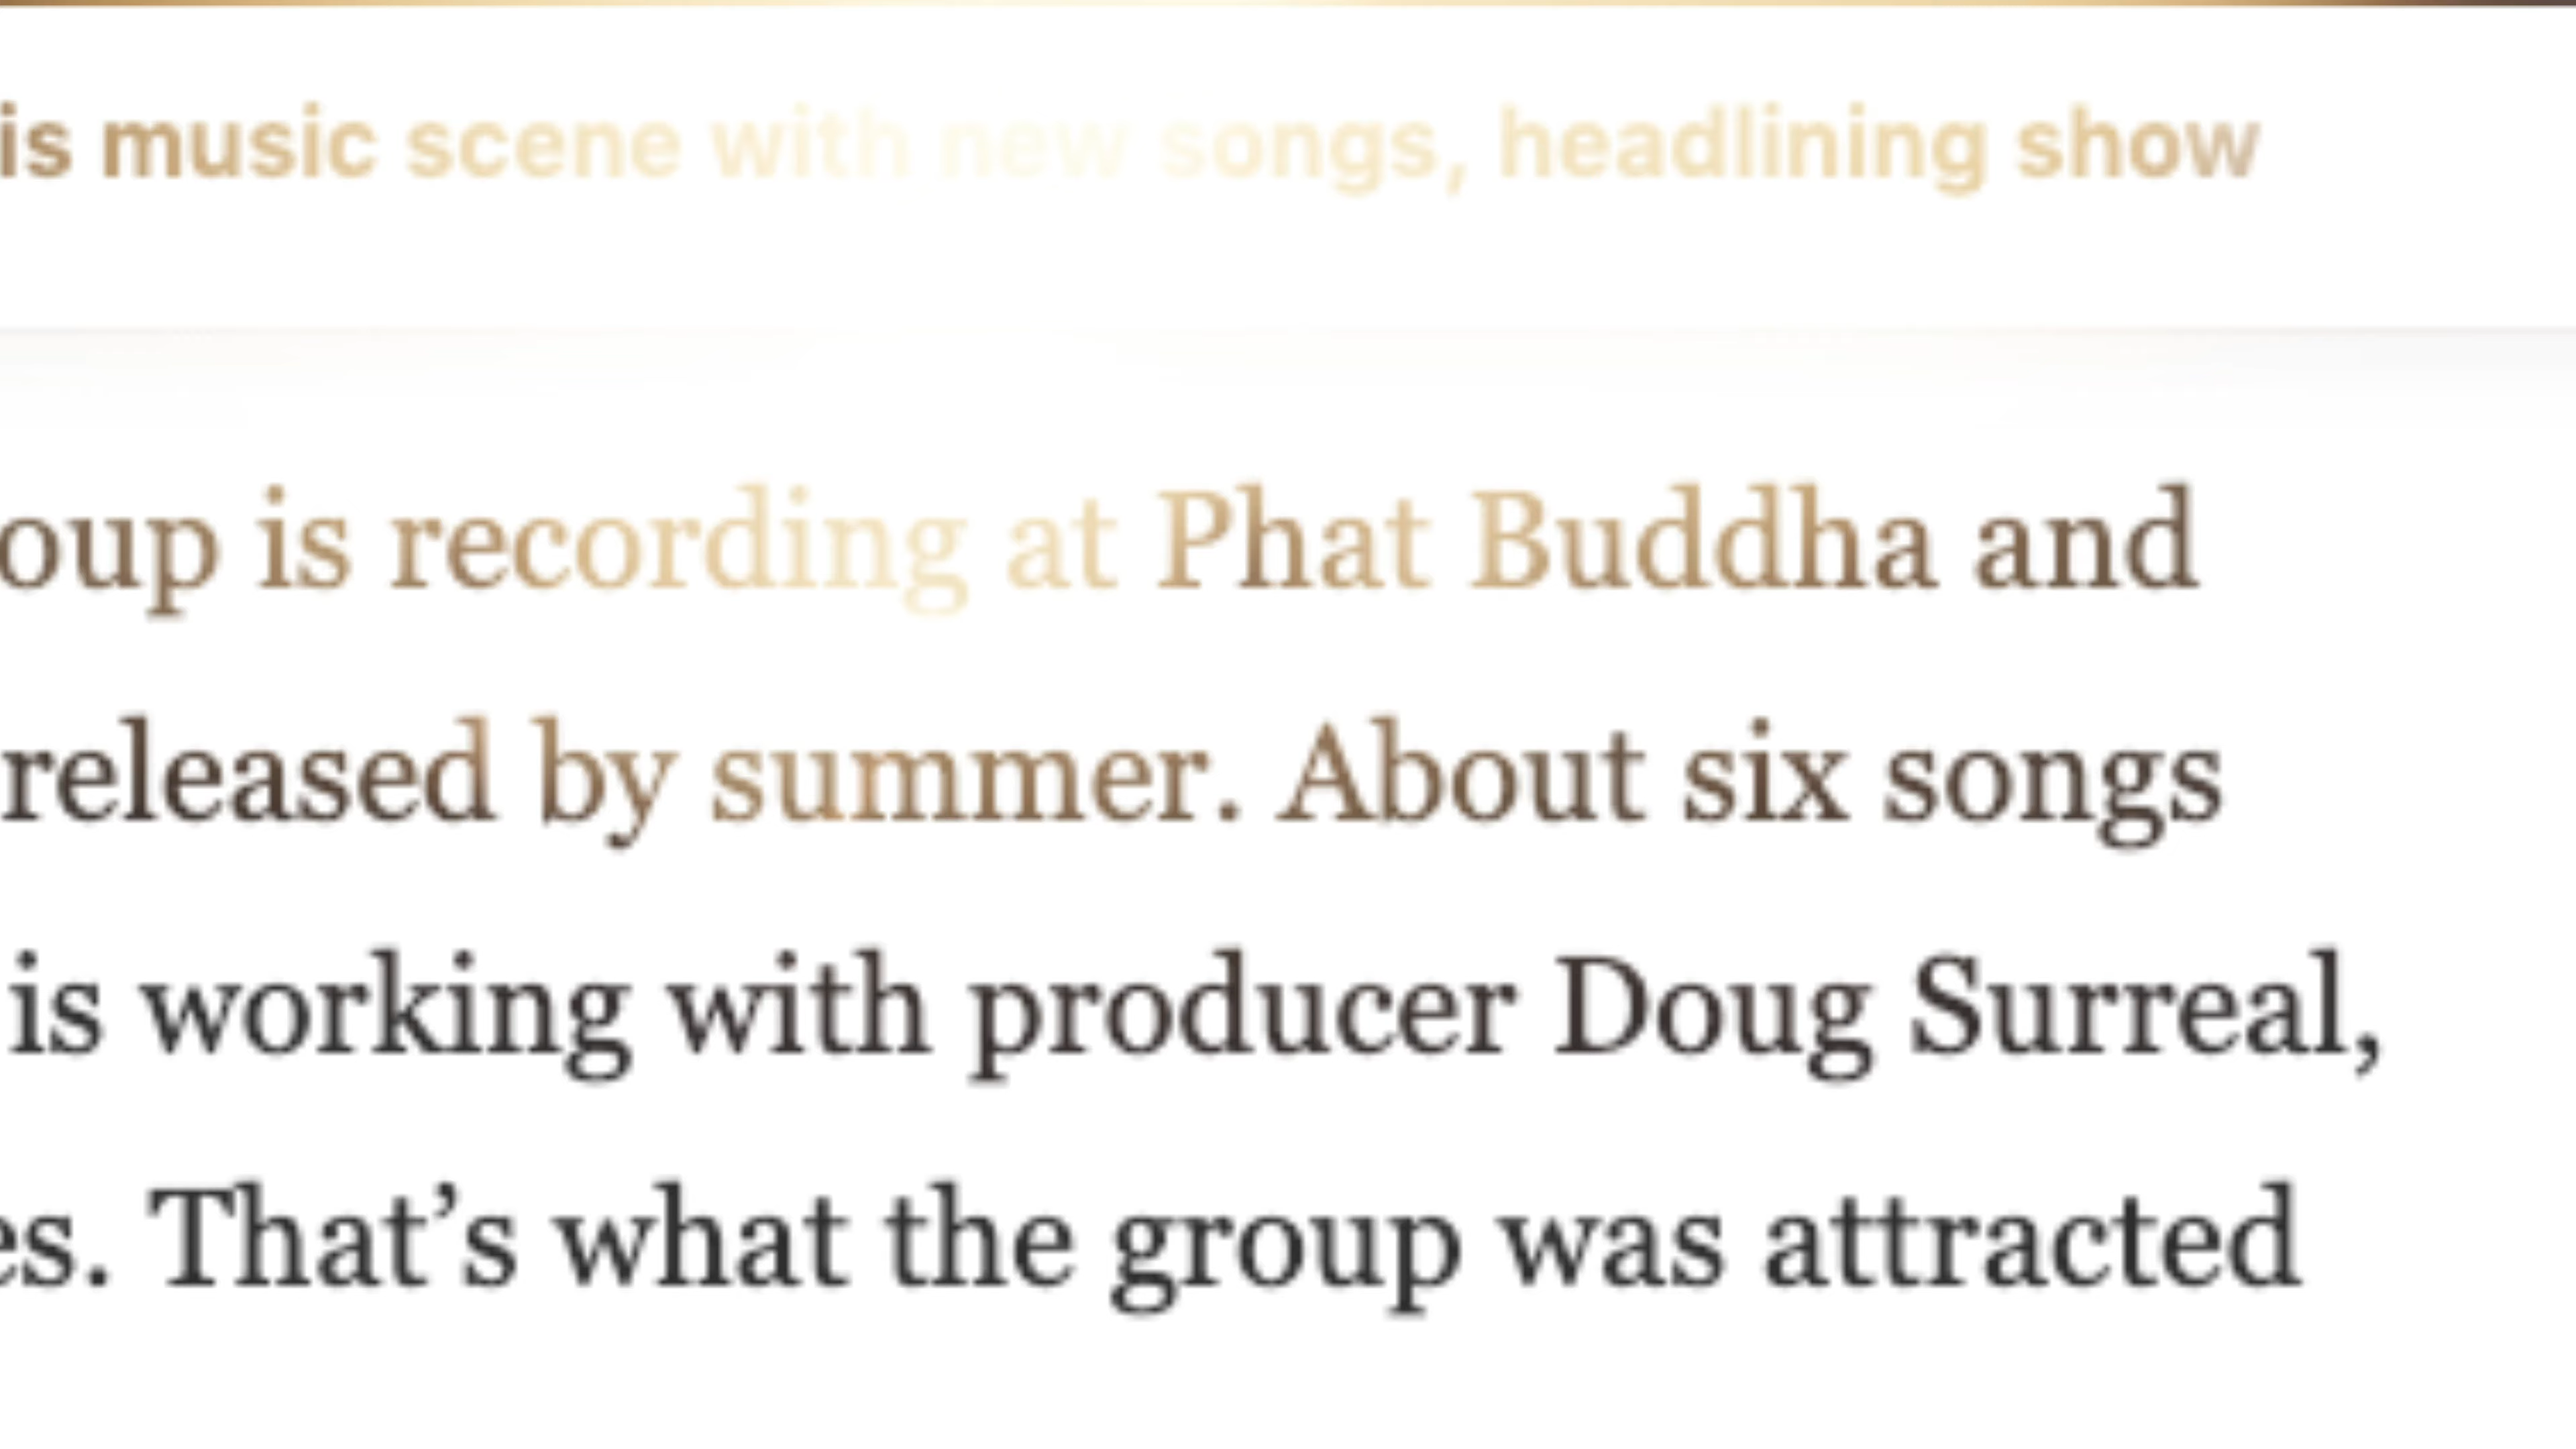 is music scene with new songs, headlining show
oup is recording at Phat Buddha and
released by summer. About six songs
is working with producer Doug Surreal,
es. That’s what the group was attracted